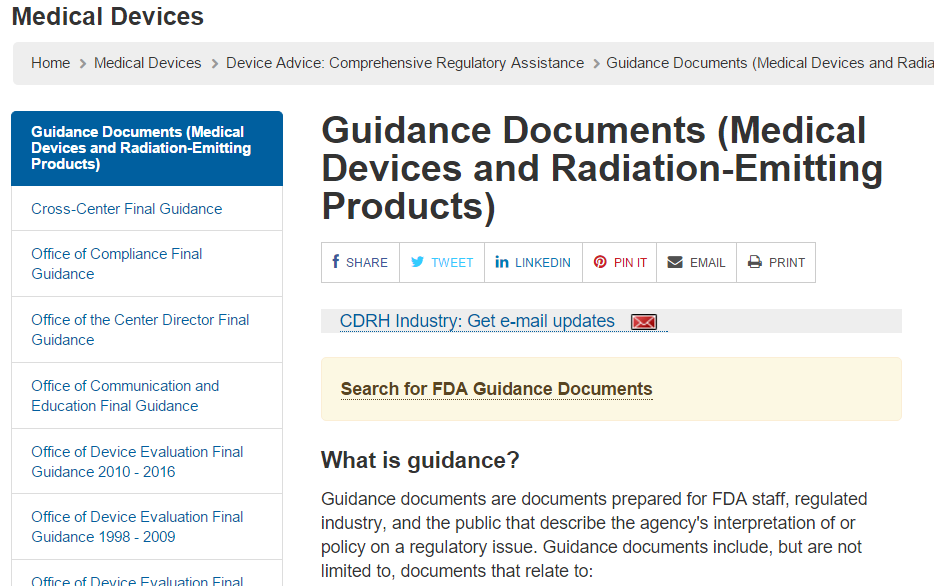 Medical Devices
Home > Medical Devices > Device Advice: Comprehensive Regulatory Assistance > Guidance Documents (Medical Devices and Radia
Guidance Documents (Medical
Devices and Radiation-Emitting
Products)
Cross-Center Final Guidance
Office of Compliance Final
Guidance
Office of the Center Director Final
Guidance
Office of Communication and
Education Final Guidance
Office of Device Evaluation Final
Guidance 2010 - 2016
Office of Device Evaluation Final
Guidance 1998 - 2009
Office of Device Evaluation Final
Guidance Documents (Medical
Devices and Radiation-Emitting
Products)
SHARE TWEET LINKEDIN PIN IT EMAIL PRINT
CDRH Industry: Get e-mail updates
Search for FDA Guidance Documents
What is guidance?
Guidance documents are documents prepared for FDA staff, regulated
industry, and the public that describe the agency's interpretation of or
policy on a regulatory issue. Guidance documents include, but are not
limited to, documents that relate to: